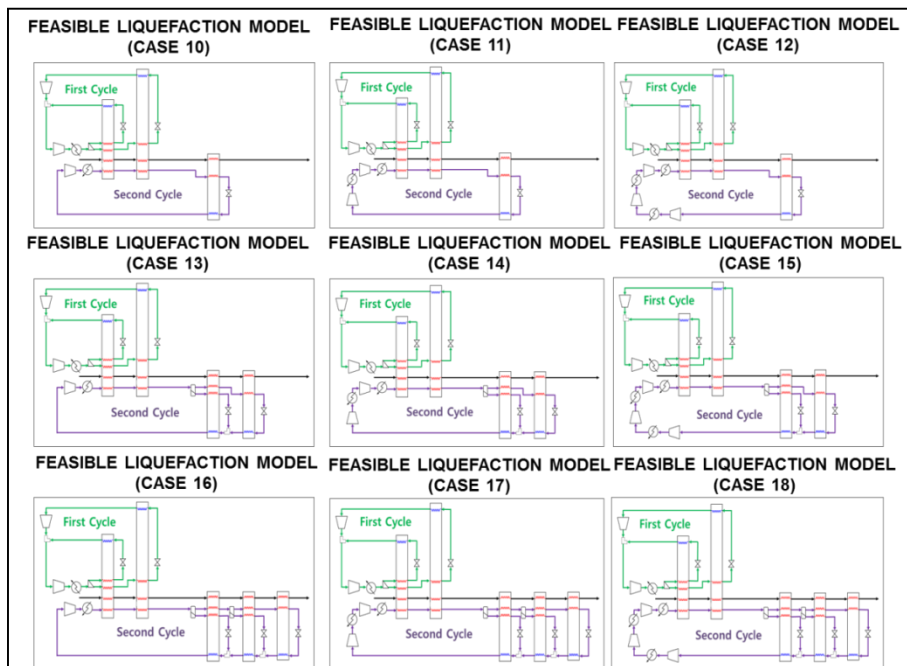 FEASIBLE LIQUEFACTION MODEL
(CASE 10)
First Cycle
Second Cycle
FEASIBLE LIQUEFACTION MODEL
(CASE 11)
First Cycle
Second Cycle
FEASIBLE LIQUEFACTION MODEL
(CASE 12)
First Cycle
Second Cycle
FEASIBLE LIQUEFACTION MODEL
(CASE 13)
First Cycle
Second Cycle
FEASIBLE LIQUEFACTION MODEL
(CASE 14)
First Cycle
Second Cycle
FEASIBLE LIQUEFACTION MODEL
(CASE 15)
First Cycle
Second Cycle
FEASIBLE LIQUEFACTION MODEL
(CASE 16)
First Cycle
Second Cycle
FEASIBLE LIQUEFACTION MODEL
(CASE 17)
First Cycle
Second Cycle
FEASIBLE LIQUEFACTION MODEL
(CASE 18)
First Cycle
Second Cycle